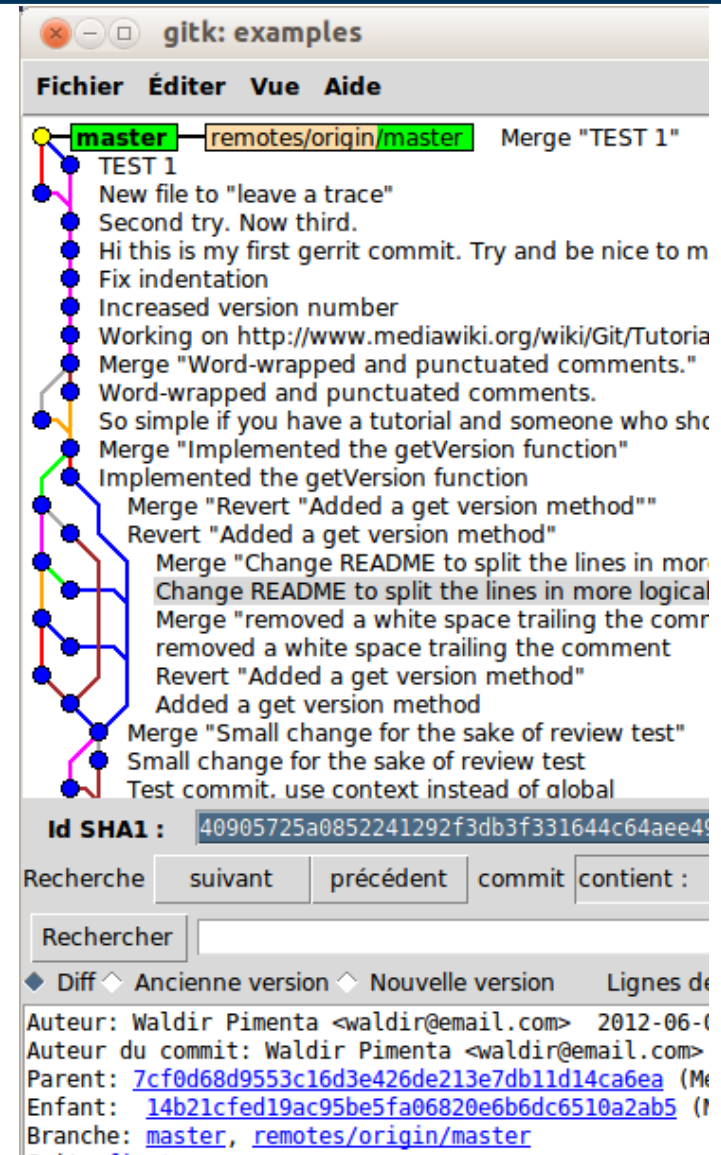 gitk: examples
Fichier Éditer Vue Aide
master remotes/origin/master Merge "TEST 1"
TEST 1
New file to "leave a trace"
Second try. Now third.
Hi this is my first gerrit commit. Try and be nice to m
Fix indentation
Increased version number
Working on http://www.mediawiki.org/wiki/Git/Tutoria
Merge "Word-wrapped and punctuated comments."
Word-wrapped and punctuated comments.
So simple if you have a tutorial and someone who sho
Merge "Implemented the getVersion function"
Implemented the getVersion function
Merge "Revert "Added a get version method""
Revert "Added a get version method"
Merge "Change README to split the lines in more
Change README to split the lines in more logical
Merge "removed a white space trailing the comm
removed a white space trailing the comment
Revert "Added a get version method"
Added a get version method
Merge "Small change for the sake of review test"
Small change for the sake of review test
Test commit, use context instead of global
Id SHA1 : 40905725a0852241292f3db3f331644c64aee49
Recherche suivant précédent commit contient :
Rechercher
Diff Ancienne version Nouvelle version Lignes de
Auteur: Waldir Pimenta <waldir@email.com> 2012-06-0
Auteur du commit: Waldir Pimenta <waldir@email.com>
Parent: 7cf0d68d9553c16d3e426de213e7db11d14ca6ea (Me
Enfant: 14b21cfed19ac95be5fa06820e6b6dc6510a2ab5 (M
Branche: master, remotes/origin/master